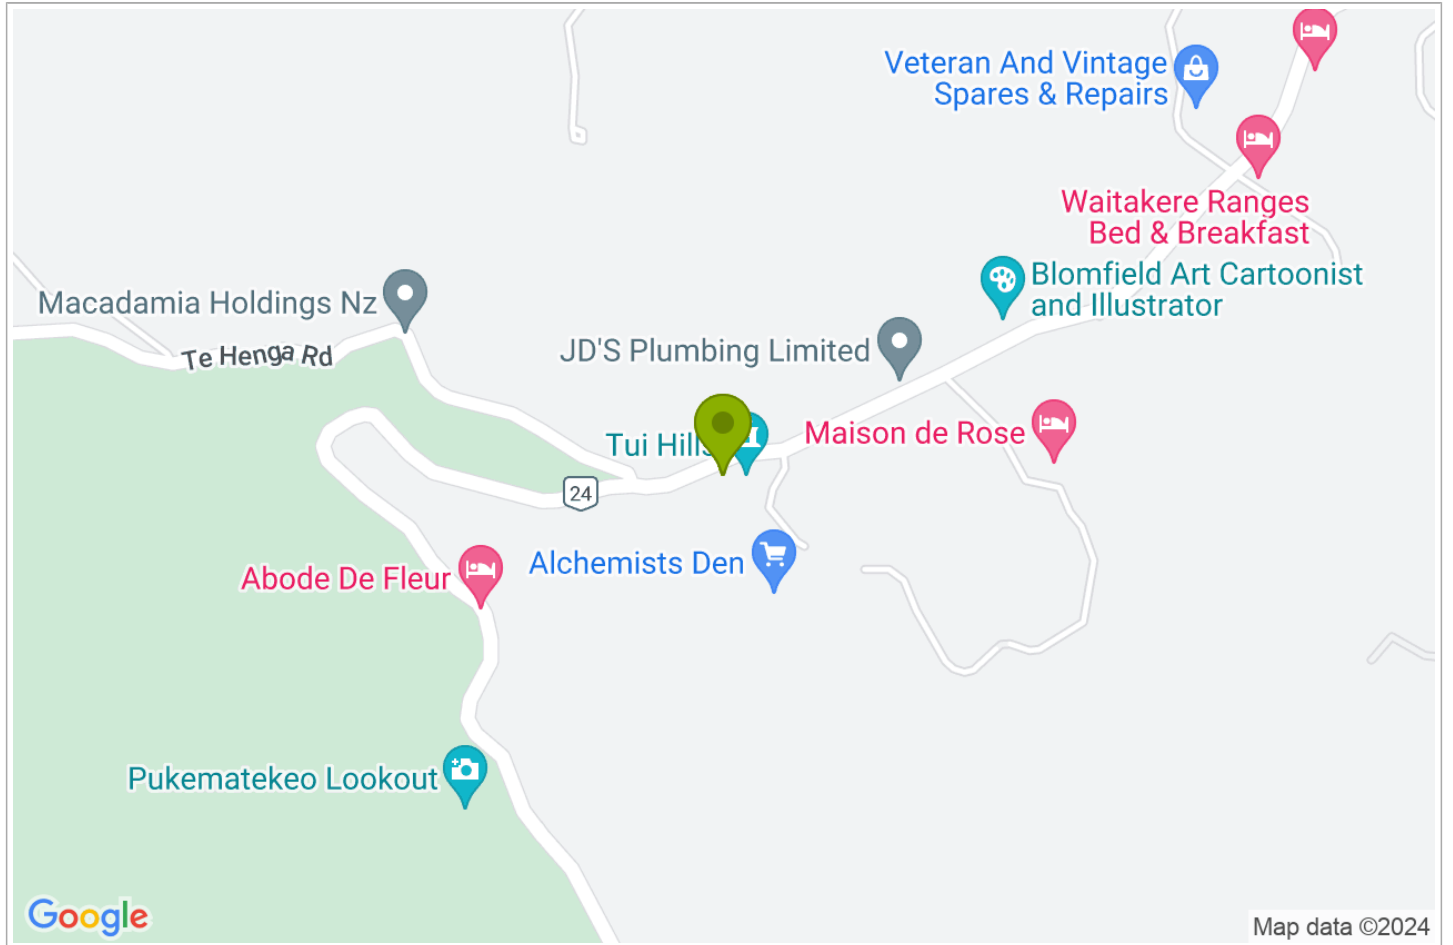 Veteran And Vintage
Spares & Repairs
Waitakere Ranges
Bed & Breakfast
Blomfield Art Cartoonist
and Illustrator
Macadamia Holdings Nz
Te Henga Rd
JD'S Plumbing Limited
Maison de Rose
Tui Hills
24
Alchemists Den
Abode De Fleur
Pukematekeo Lookout
Google
Map data ©2024